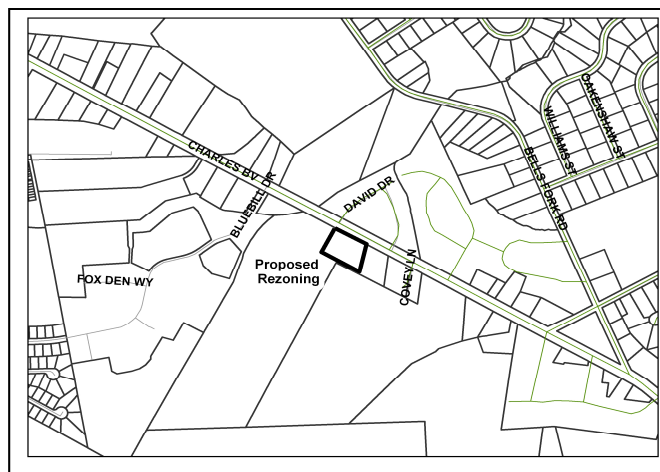 OAKENSHAW ST
WILLIAMS ST
BELLS FORK RD
CHARLES BV
BLUEBILL DR
DAVID DR
COVEY LN
Proposed
Rezoning
FOX DEN WY